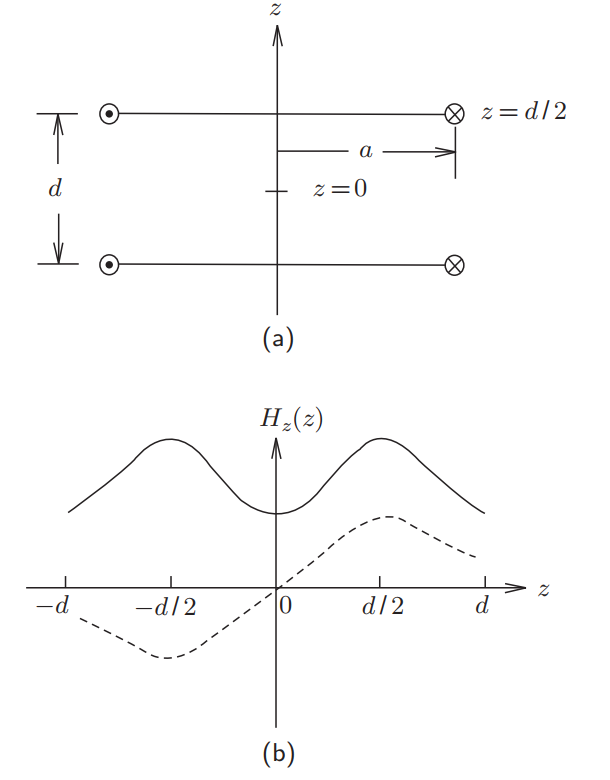 z
z = d/2
a
d
z = 0
(a)
H_z(z)
z
−d
−d/2
0
d/2
d
(b)